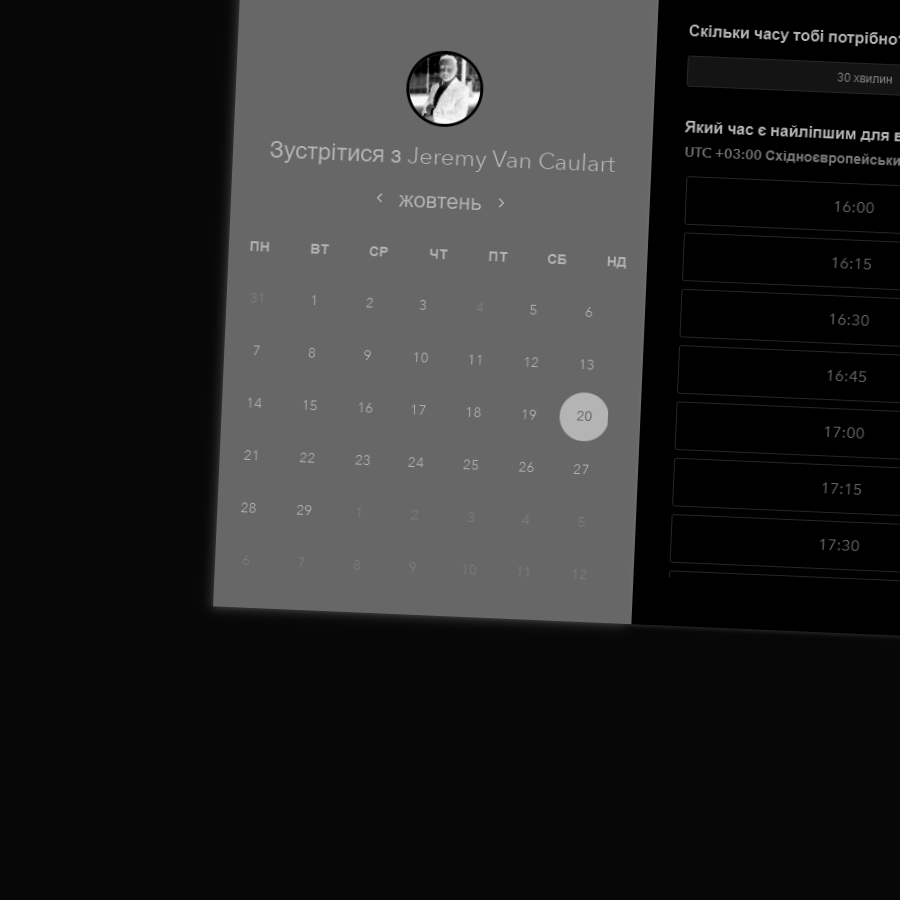 Зустрітися з Jeremy Van Caulart
жовтень
ПН ВТ СР ЧТ ПТ СБ НД
31 1 2 3 4 5 6
7 8 9 10 11 12 13
14 15 16 17 18 19 20
21 22 23 24 25 26 27
28 29 1 2 3 4 5
6 7 8 9 10 11 12
Скільки часу тобі потрібно?
30 хвилин
Який час є найліпшим для в
UTC +03:00 Східноєвропейськи
16:00
16:15
16:30
16:45
17:00
17:15
17:30